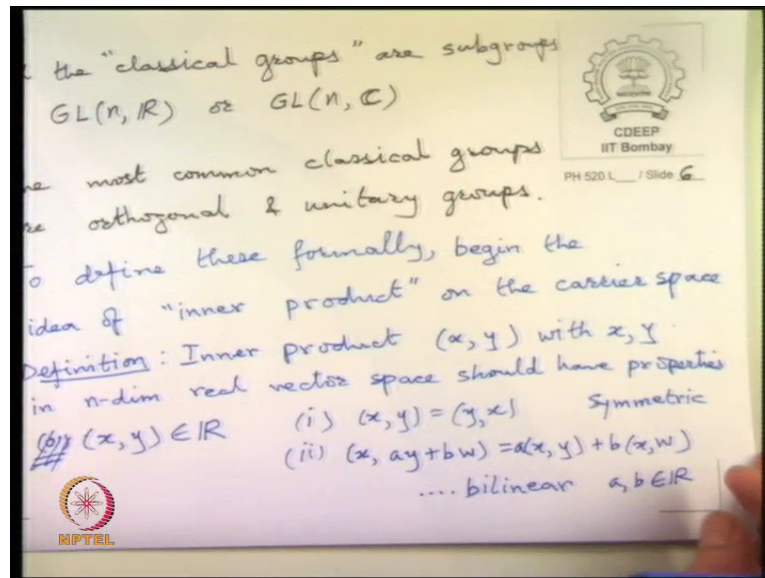 the "classical groups" are subgroups
GL(n, ℝ) or GL(n, ℂ)
most common classical groups
orthogonal & unitary groups.
define these formally, begin the
idea of "inner product" on the carrier space
Definition: Inner product (x, y) with x, y
in n-dim real vector space should have properties
(x, y) ∈ ℝ (i) (x, y) = (y, x) Symmetric
(ii) (x, ay + bw) = a(x, y) + b(x, w)
.... bilinear a, b ∈ ℝ
CDEEP
IIT Bombay
PH 520 L___ / Slide 6
NPTEL